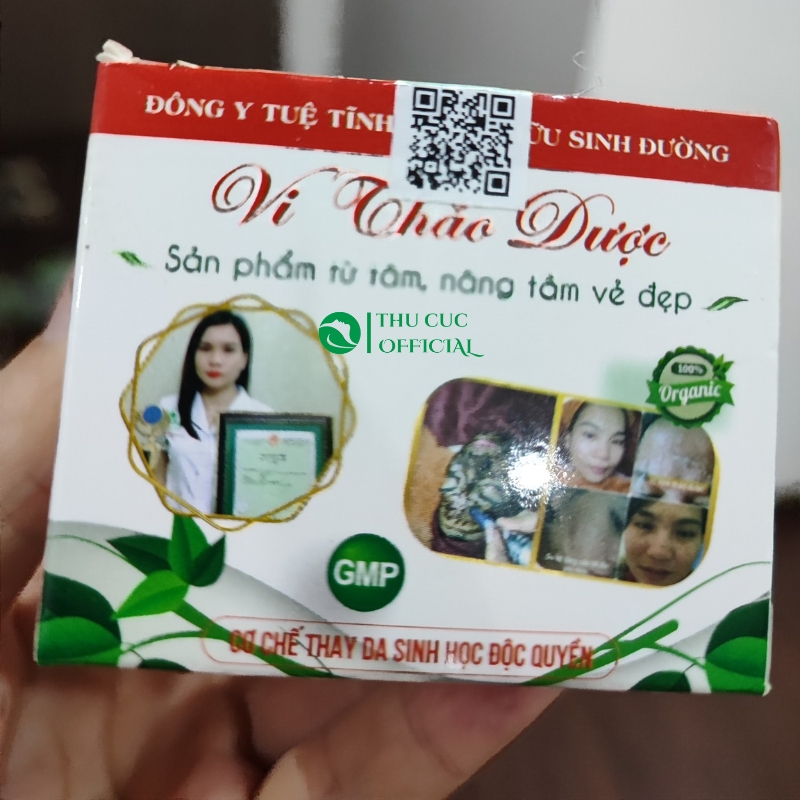 ĐÔNG Y TUỆ TĨNH ỮU SINH ĐƯỜNG
Vi Thảo Dược
Sản phẩm từ tâm, nâng tầm vẻ đẹp
THU CUC
OFFICIAL
100%
Organic
GMP
CƠ CHẾ THAY DA SINH HỌC ĐỘC QUYỀN